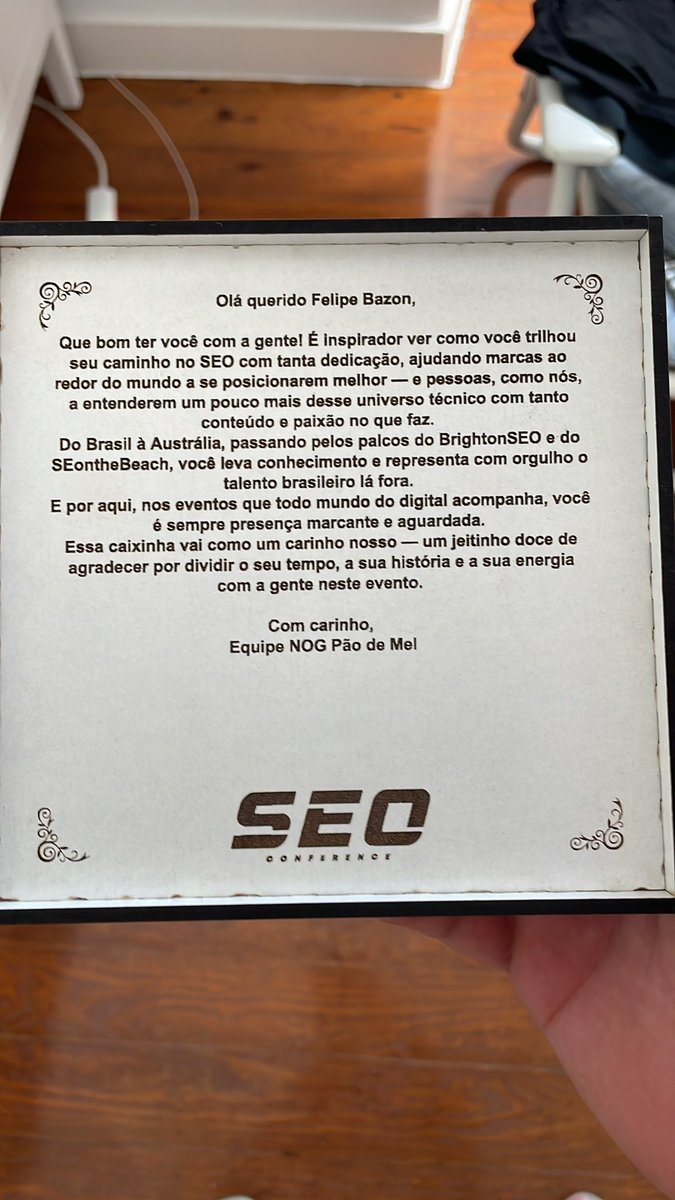 Olá querido Felipe Bazon,
Que bom ter você com a gente! É inspirador ver como você trilhou
seu caminho no SEO com tanta dedicação, ajudando marcas ao
redor do mundo a se posicionarem melhor — e pessoas, como nós,
a entenderem um pouco mais desse universo técnico com tanto
conteúdo e paixão no que faz.
Do Brasil à Austrália, passando pelos palcos do BrightonSEO e do
SEontheBeach, você leva conhecimento e representa com orgulho o
talento brasileiro lá fora.
E por aqui, nos eventos que todo mundo do digital acompanha, você
é sempre presença marcante e aguardada.
Essa caixinha vai como um carinho nosso — um jeitinho doce de
agradecer por dividir o seu tempo, a sua história e a sua energia
com a gente neste evento.
Com carinho,
Equipe NOG Pão de Mel
SEO
CONFERENCE